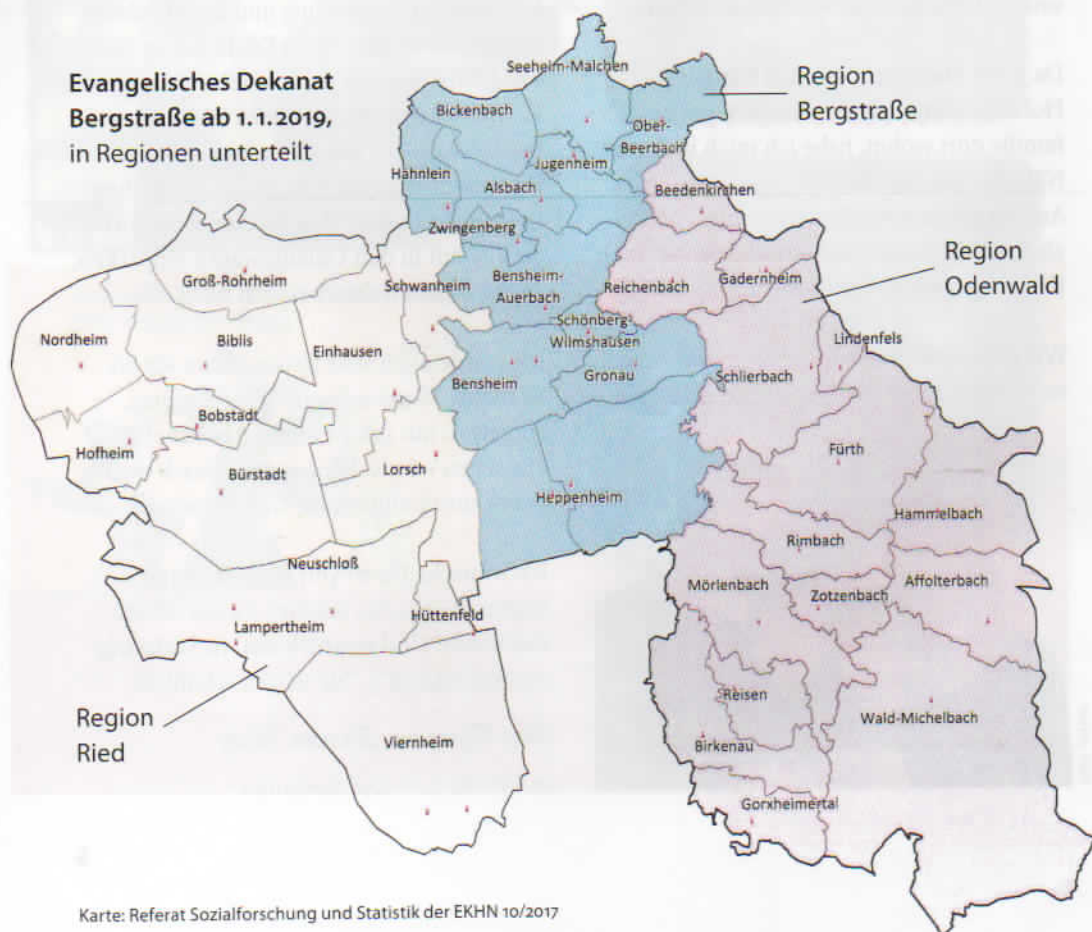 Evangelisches Dekanat
Bergstraße ab 1.1.2019,
in Regionen unterteilt
Region
Bergstraße
Seeheim-Malchen
Bickenbach
Ober-
Beerbach
Jugenheim
Hähnlein
Alsbach
Beedenkirchen
Zwingenberg
Region
Odenwald
Groß-Rohrheim
Schwanheim
Bensheim-
Auerbach
Reichenbach
Gadernheim
Nordheim
Biblis
Einhausen
Schönberg
Wilmshausen
Lindenfels
Bensheim
Gronau
Schlierbach
Bobstadt
Hofheim
Bürstadt
Lorsch
Fürth
Heppenheim
Hammelbach
Rimbach
Neuschloß
Mörlenbach
Zotzenbach
Affolterbach
Lampertheim
Hüttenfeld
Region
Ried
Reisen
Wald-Michelbach
Viernheim
Birkenau
Gorxheimertal
Karte: Referat Sozialforschung und Statistik der EKHN 10/2017